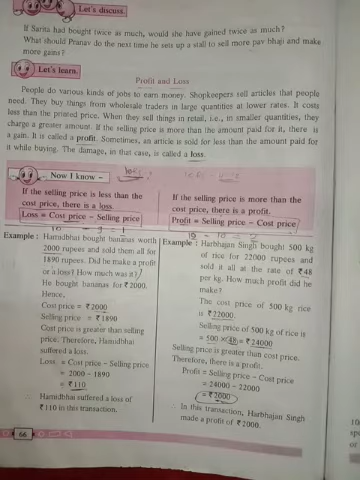 Let's discuss.
If Sarita had bought twice as much, would she have gained twice as much?
What should Pranav do the next time he sets up a stall to sell more pav bhaji and make
more gains?
Let's learn.
Profit and Loss
People do various kinds of jobs to earn money. Shopkeepers sell articles that people
need. They buy things from wholesale traders in large quantities at lower rates. It costs
less than the printed price. When they sell things in retail, i.e., in smaller quantities, they
charge a greater amount. If the selling price is more than the amount paid for it, there is
a gain. It is called a profit. Sometimes, an article is sold for less than the amount paid for
it while buying. The damage, in that case, is called a loss.
Now I know -
If the selling price is less than the
cost price, there is a loss.
Loss = Cost price - Selling price
If the selling price is more than the
cost price, there is a profit.
Profit = Selling price - Cost price
Example : Hamidbhai bought bananas worth
2000 rupees and sold them all for
1890 rupees. Did he make a profit
or a loss? How much was it?
He bought bananas for ₹2000.
Hence,
Cost price = ₹2000
Selling price = ₹1890
Cost price is greater than selling
price. Therefore, Hamidbhai
suffered a loss.
Loss = Cost price - Selling price
= 2000 - 1890
= ₹110
∴ Hamidbhai suffered a loss of
₹110 in this transaction.
Example : Harbhajan Singh bought 500 kg
of rice for 22000 rupees and
sold it all at the rate of ₹48
per kg. How much profit did he
make?
The cost price of 500 kg rice
is ₹22000.
Selling price of 500 kg of rice is
= 500 × 48 = ₹24000
Selling price is greater than cost price.
Therefore, there is a profit.
Profit = Selling price - Cost price
= 24000 - 22000
= ₹2000
∴ In this transaction, Harbhajan Singh
made a profit of ₹2000.
66